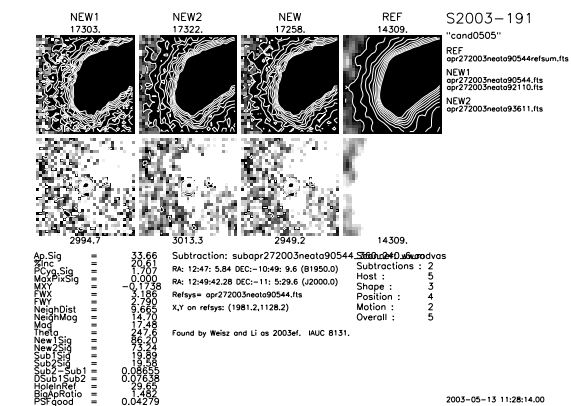 NEW1 NEW2 NEW REF S2003-191
17303. 17322. 17258. 14309.
"cand0505"
REF
apr272003neata90544refsum.fts
NEW1
apr272003neata90544.fts
apr272003neata92110.fts
NEW2
apr272003neata93611.fts
2994.7 3013.3 2949.2 14309.
Ap.Sig = 33.66
%Inc = 20.61
PCyg.Sig = 1.707
MaxPixSig = 0.000
MXY = -0.1738
FWX = 3.186
FWY = 2.790
NeighDist = 9.665
NeighMag = 14.70
Mag = 17.48
Theta = 247.6
New1Sig = 86.20
New2Sig = 73.24
Sub1Sig = 19.89
Sub2Sig = 19.58
Sub2-Sub1 = 0.08655
DSub1Sub2 = 0.07638
HoleInRef = 29.65
BigApRatio = 1.482
PSFgood = 0.04279
Subtraction: subapr272003neata90544
RA: 12:47: 5.84 DEC:-10:49: 9.6 (B1950.0)
RA: 12:49:42.28 DEC:-11: 5:29.6 (J2000.0)
Refsys= apr272003neata90544.fts
X,Y on refsys: (1981.2,1128.2)
Found by Weisz and Li as 2003ef. IAUC 8131.
Subtractions : 2
Host : 5
Shape : 3
Position : 4
Motion : 2
Overall : 5
2003-05-13 11:28:14.00